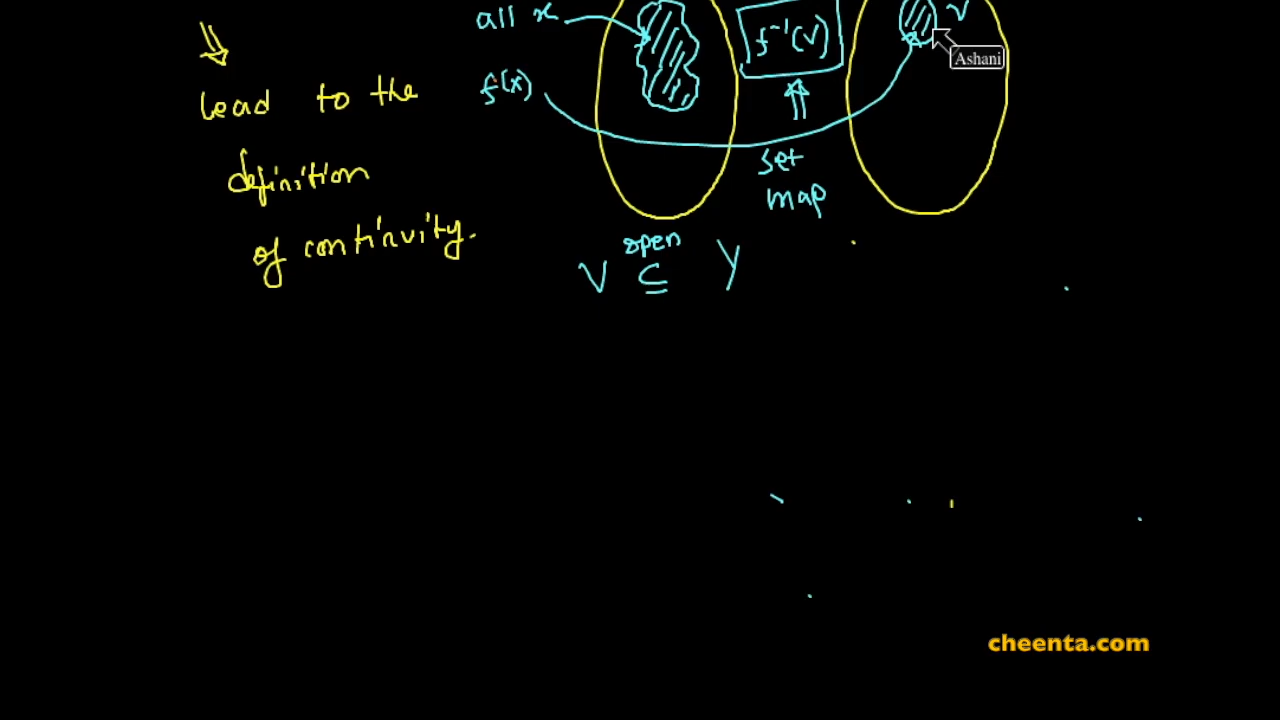 all x
f⁻¹(V)
V
Ashani
lead to the
f(x)
set
map
definition
of continuity.
open
V ⊆ Y
cheenta.com